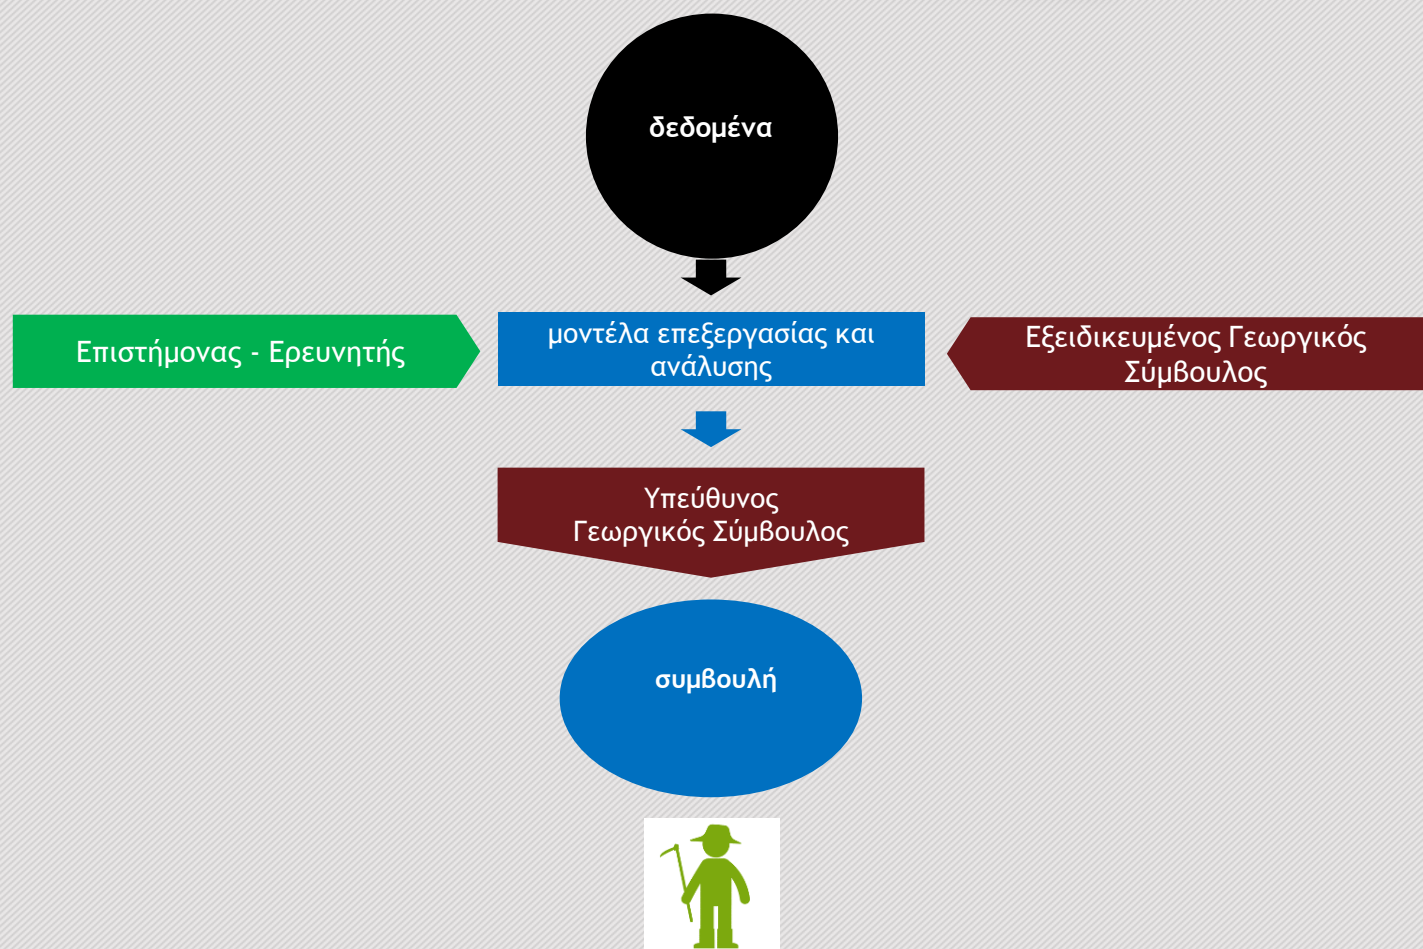 δεδομένα
Επιστήμονας - Ερευνητής
μοντέλα επεξεργασίας και
ανάλυσης
Εξειδικευμένος Γεωργικός
Σύμβουλος
Υπεύθυνος
Γεωργικός Σύμβουλος
συμβουλή